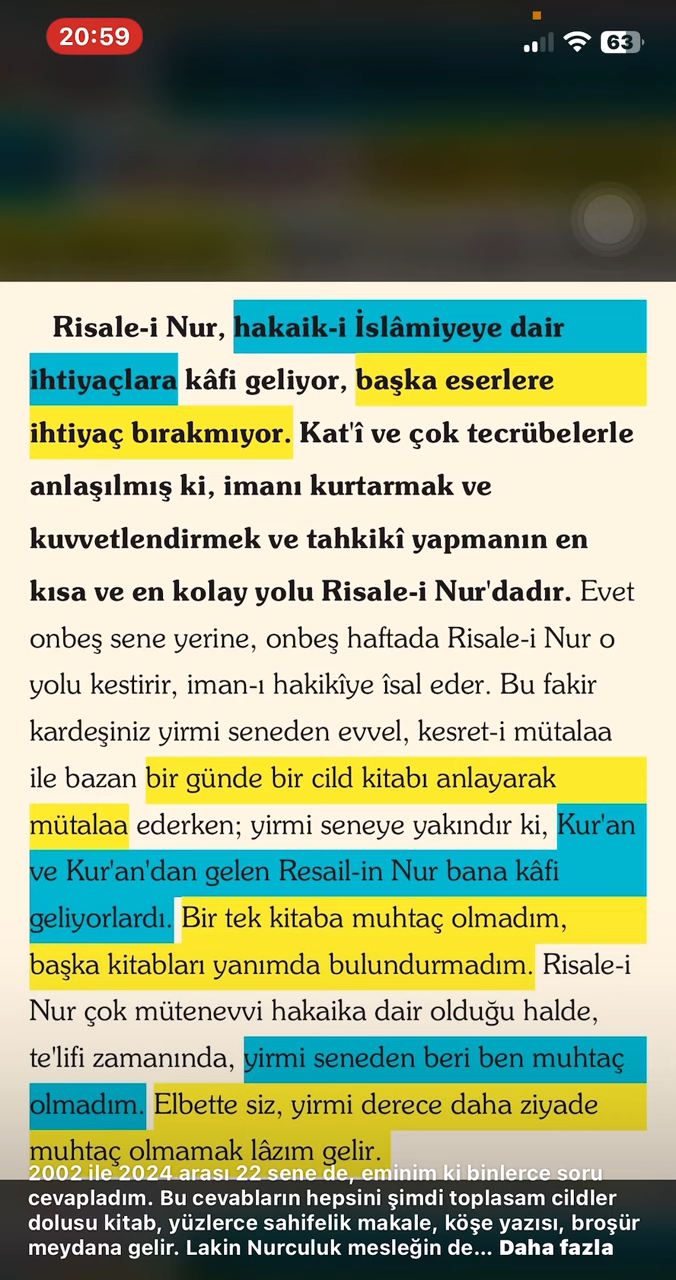 20:59
63
Risale-i Nur, hakaik-i İslâmiyeye dair
ihtiyaçlara kâfi geliyor, başka eserlere
ihtiyaç bırakmıyor. Kat'î ve çok tecrübelerle
anlaşılmış ki, imanı kurtarmak ve
kuvvetlendirmek ve tahkikî yapmanın en
kısa ve en kolay yolu Risale-i Nur'dadır. Evet
onbeş sene yerine, onbeş haftada Risale-i Nur o
yolu kestirir, iman-ı hakikîye îsal eder. Bu fakir
kardeşiniz yirmi seneden evvel, kesret-i mütalaa
ile bazan bir günde bir cild kitabı anlayarak
mütalaa ederken; yirmi seneye yakındır ki, Kur'an
ve Kur'an'dan gelen Resail-in Nur bana kâfi
geliyorlardı. Bir tek kitaba muhtaç olmadım,
başka kitabları yanımda bulundurmadım. Risale-i
Nur çok mütenevvi hakaika dair olduğu halde,
te'lifi zamanında, yirmi seneden beri ben muhtaç
olmadım. Elbette siz, yirmi derece daha ziyade
muhtaç olmamak lâzım gelir.
2002 ile 2024 arası 22 sene de, eminim ki binlerce soru
cevapladım. Bu cevabların hepsini şimdi toplasam cildler
dolusu kitab, yüzlerce sahifelik makale, köşe yazısı, broşür
meydana gelir. Lakin Nurculuk mesleğin de... Daha fazla